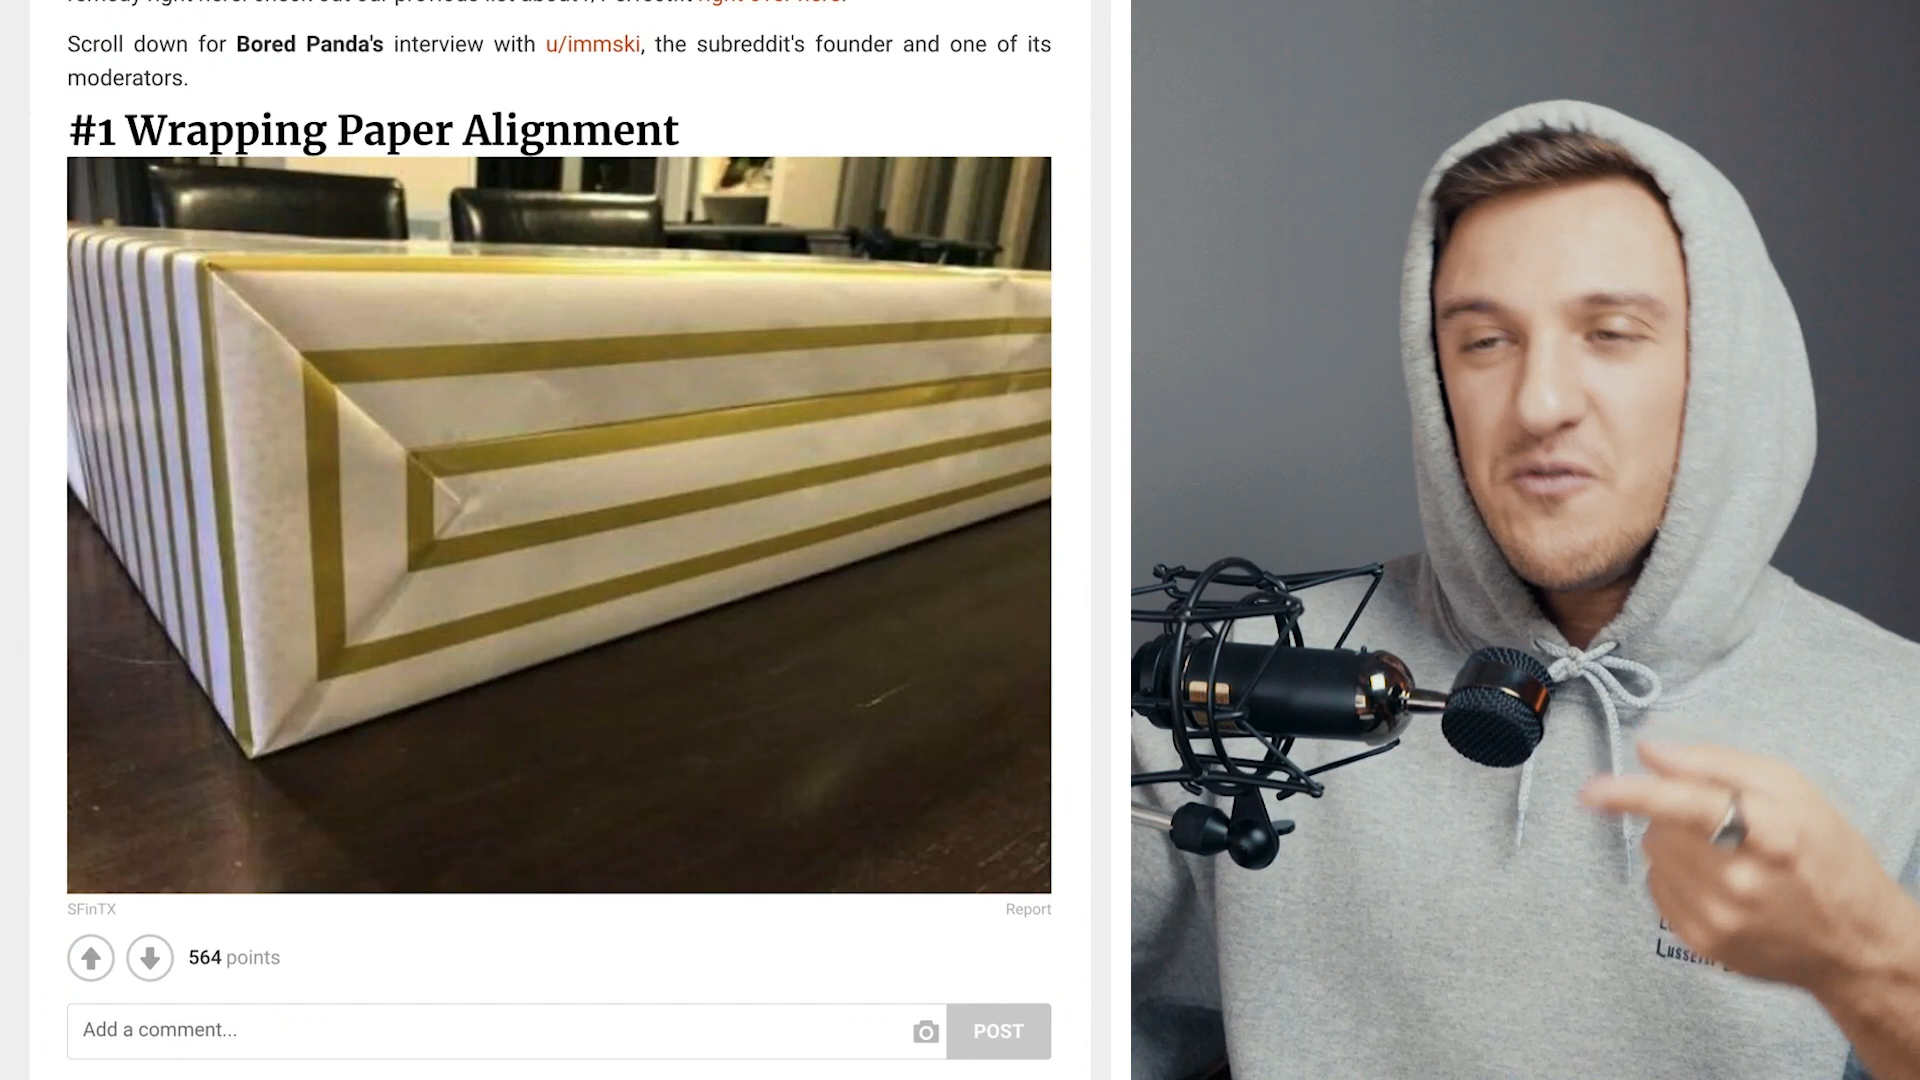 Scroll down for Bored Panda's interview with u/immski, the subreddit's founder and one of its
moderators.
#1 Wrapping Paper Alignment
SFinTX
Report
564 points
Add a comment...
POST